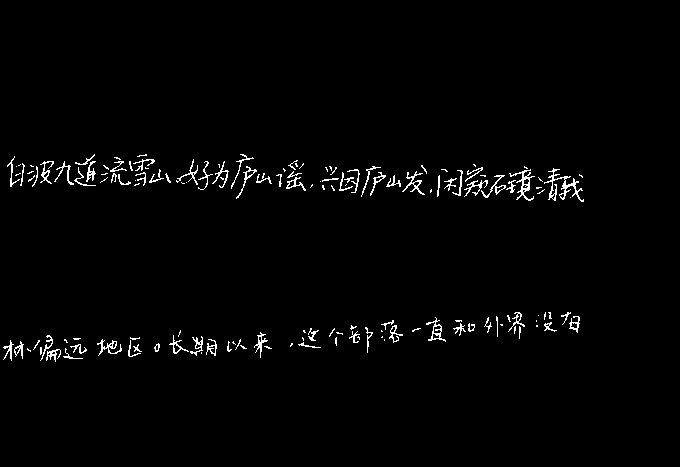 白波九道流雪山。好为庐山谣，兴因庐山发。闲窥石镜清我
林偏远地区。长期以来，这个部落一直和外界没有